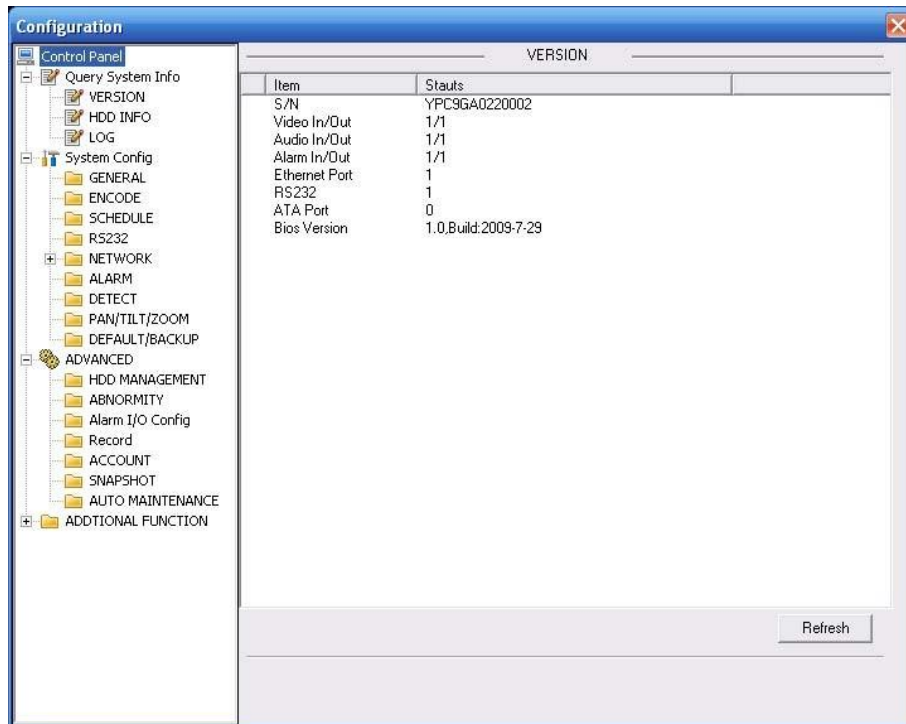 Configuration
Control Panel
Query System Info
VERSION
HDD INFO
LOG
System Config
GENERAL
ENCODE
SCHEDULE
RS232
NETWORK
ALARM
DETECT
PAN/TILT/ZOOM
DEFAULT/BACKUP
ADVANCED
HDD MANAGEMENT
ABNORMITY
Alarm I/O Config
Record
ACCOUNT
SNAPSHOT
AUTO MAINTENANCE
ADDTIONAL FUNCTION
VERSION
Item Stauts
S/N YPC9GA0220002
Video In/Out 1/1
Audio In/Out 1/1
Alarm In/Out 1/1
Ethernet Port 1
RS232 1
ATA Port 0
Bios Version 1.0,Build:2009-7-29
Refresh